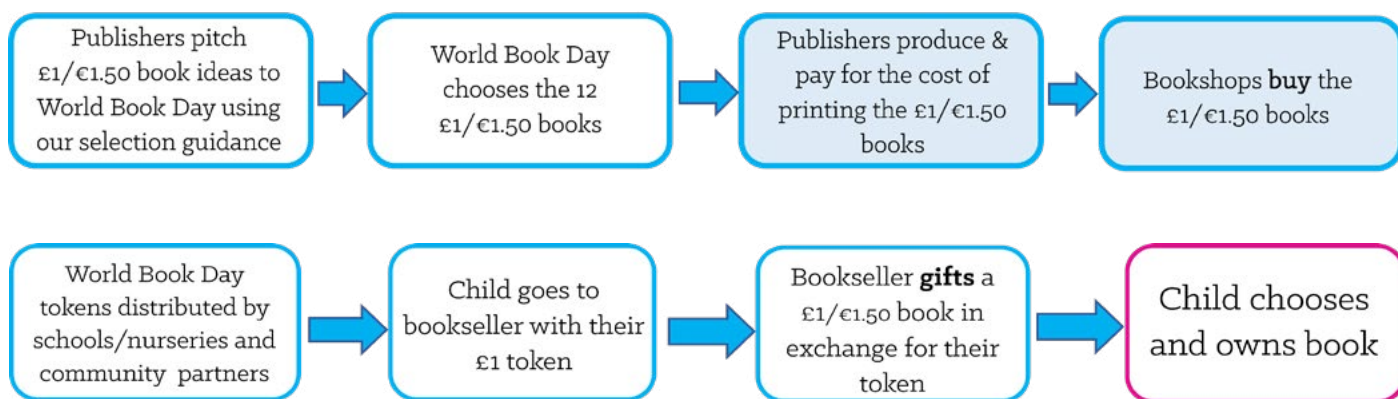 Publishers pitch
£1/€1.50 book ideas to
World Book Day using
our selection guidance
World Book Day
chooses the 12
£1/€1.50 books
Publishers produce &
pay for the cost of
printing the £1/€1.50
books
Bookshops buy the
£1/€1.50 books
World Book Day
tokens distributed by
schools/nurseries and
community partners
Child goes to
bookseller with their
£1 token
Bookseller gifts a
£1/€1.50 book in
exchange for their
token
Child chooses
and owns book